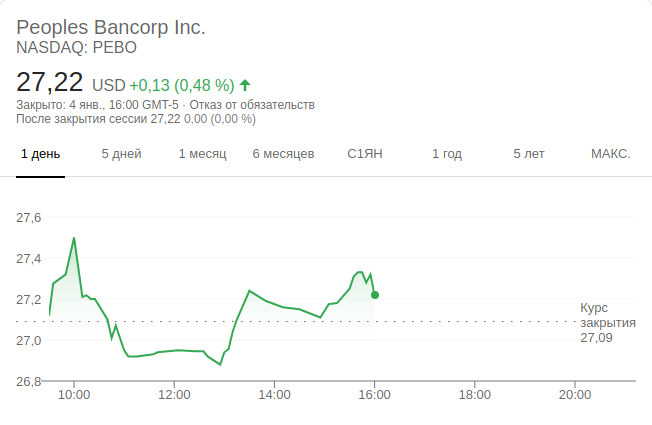 Peoples Bancorp Inc.
NASDAQ: PEBO
27,22 USD +0,13 (0,48 %)
Закрыто: 4 янв., 16:00 GMT-5 · Отказ от обязательств
После закрытия сессии 27,22 0,00 (0,00 %)
1 день 5 дней 1 месяц 6 месяцев С1ЯН 1 год 5 лет МАКС.
27,6
27,4
27,2
27,0
26,8
Курс
закрытия
27,09
10:00 12:00 14:00 16:00 18:00 20:00